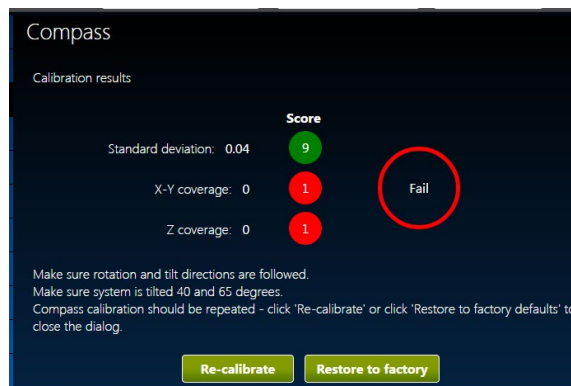 Compass
Calibration results
Score
Standard deviation: 0.04 9
X-Y coverage: 0 1 Fail
Z coverage: 0 1
Make sure rotation and tilt directions are followed.
Make sure system is tilted 40 and 65 degrees.
Compass calibration should be repeated - click 'Re-calibrate' or click 'Restore to factory defaults'
close the dialog.
Re-calibrate Restore to factory